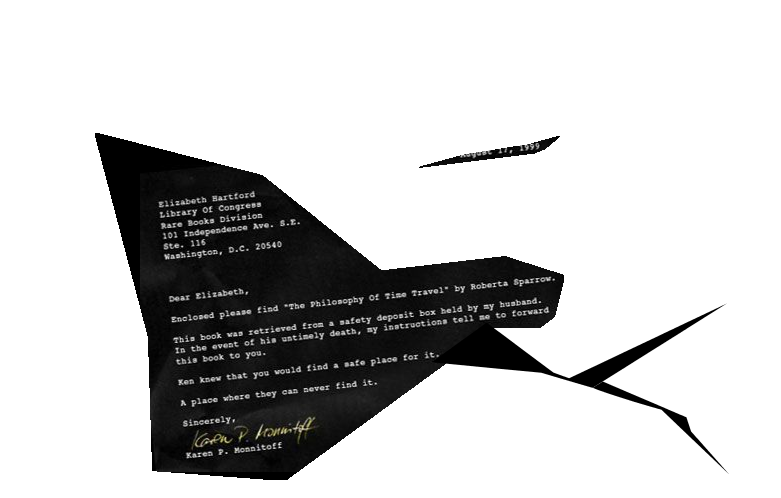 August 17, 1999
Elizabeth Hartford
Library Of Congress
Rare Books Division
101 Independence Ave. S.E.
Ste. 116
Washington, D.C. 20540
Dear Elizabeth,
Enclosed please find "The Philosophy Of Time Travel" by Roberta Sparrow.
This book was retrieved from a safety deposit box held by my husband.
In the event of his untimely death, my instructions tell me to forward
this book to you.
Ken knew that you would find a safe place for it.
A place where they can never find it.
Sincerely,
Karen P. Monnitoff
Karen P. Monnitoff